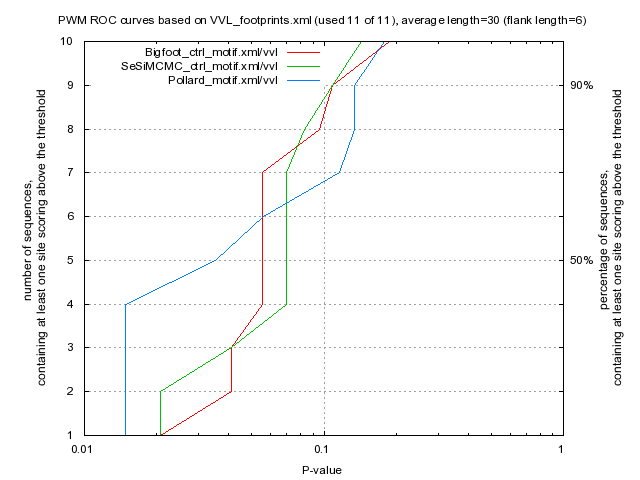 PWM ROC curves based on VVL_footprints.xml (used 11 of 11), average length=30 (flank length=6)
Bigfoot_ctrl_motif.xml/vvl
SeSiMCMC_ctrl_motif.xml/vvl
Pollard_motif.xml/vvl
number of sequences,
containing at least one site scoring above the threshold
10
9
8
7
6
5
4
3
2
1
90%
50%
percentage of sequences,
containing at least one site scoring above the threshold
0.01
0.1
1
P-value